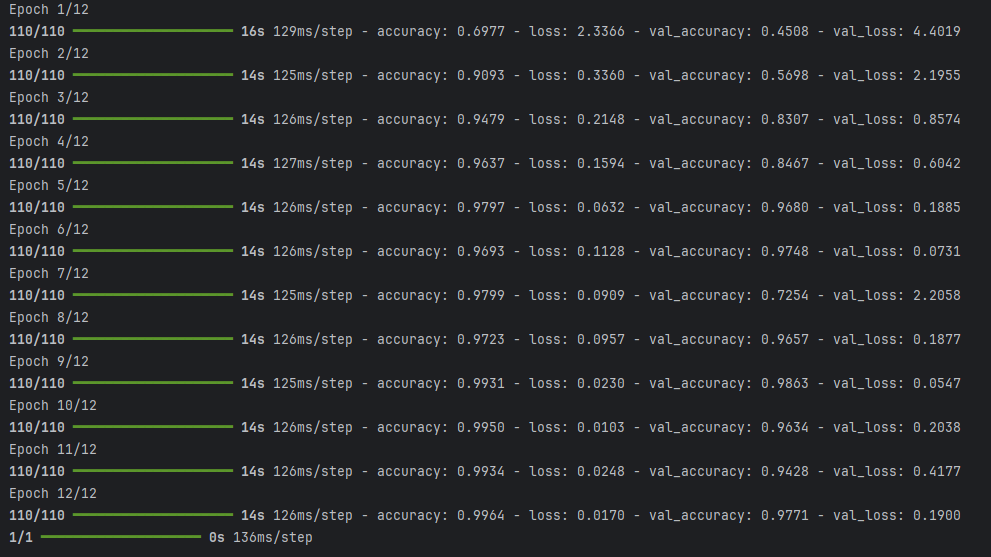 Epoch 1/12
110/110 ━━━━━━━━━━━━━━━━━━━━ 16s 129ms/step - accuracy: 0.6977 - loss: 2.3366 - val_accuracy: 0.4508 - val_loss: 4.4019
Epoch 2/12
110/110 ━━━━━━━━━━━━━━━━━━━━ 14s 125ms/step - accuracy: 0.9093 - loss: 0.3360 - val_accuracy: 0.5698 - val_loss: 2.1955
Epoch 3/12
110/110 ━━━━━━━━━━━━━━━━━━━━ 14s 126ms/step - accuracy: 0.9479 - loss: 0.2148 - val_accuracy: 0.8307 - val_loss: 0.8574
Epoch 4/12
110/110 ━━━━━━━━━━━━━━━━━━━━ 14s 127ms/step - accuracy: 0.9637 - loss: 0.1594 - val_accuracy: 0.8467 - val_loss: 0.6042
Epoch 5/12
110/110 ━━━━━━━━━━━━━━━━━━━━ 14s 126ms/step - accuracy: 0.9797 - loss: 0.0632 - val_accuracy: 0.9680 - val_loss: 0.1885
Epoch 6/12
110/110 ━━━━━━━━━━━━━━━━━━━━ 14s 126ms/step - accuracy: 0.9693 - loss: 0.1128 - val_accuracy: 0.9748 - val_loss: 0.0731
Epoch 7/12
110/110 ━━━━━━━━━━━━━━━━━━━━ 14s 125ms/step - accuracy: 0.9799 - loss: 0.0909 - val_accuracy: 0.7254 - val_loss: 2.2058
Epoch 8/12
110/110 ━━━━━━━━━━━━━━━━━━━━ 14s 126ms/step - accuracy: 0.9723 - loss: 0.0957 - val_accuracy: 0.9657 - val_loss: 0.1877
Epoch 9/12
110/110 ━━━━━━━━━━━━━━━━━━━━ 14s 125ms/step - accuracy: 0.9931 - loss: 0.0230 - val_accuracy: 0.9863 - val_loss: 0.0547
Epoch 10/12
110/110 ━━━━━━━━━━━━━━━━━━━━ 14s 126ms/step - accuracy: 0.9950 - loss: 0.0103 - val_accuracy: 0.9634 - val_loss: 0.2038
Epoch 11/12
110/110 ━━━━━━━━━━━━━━━━━━━━ 14s 126ms/step - accuracy: 0.9934 - loss: 0.0248 - val_accuracy: 0.9428 - val_loss: 0.4177
Epoch 12/12
110/110 ━━━━━━━━━━━━━━━━━━━━ 14s 126ms/step - accuracy: 0.9964 - loss: 0.0170 - val_accuracy: 0.9771 - val_loss: 0.1900
1/1 ━━━━━━━━━━━━━━━━━━━━ 0s 136ms/step